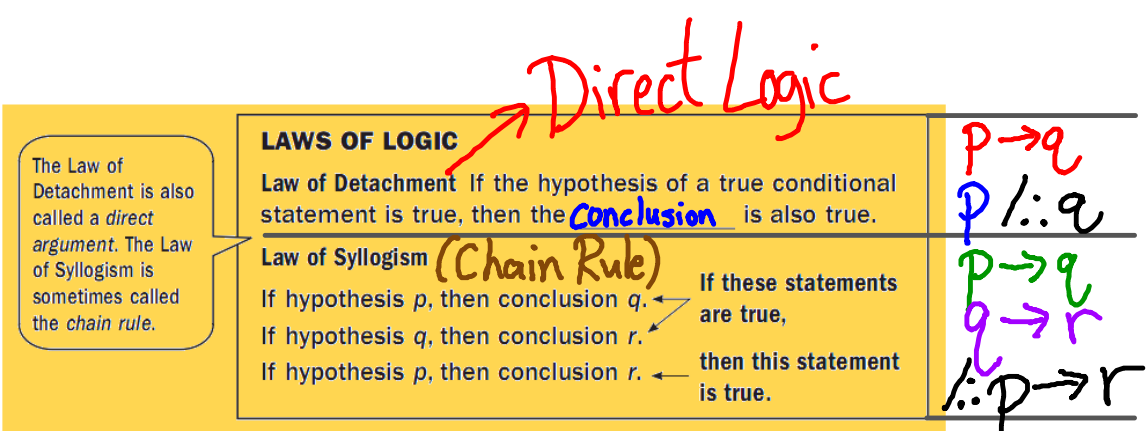 Direct Logic
The Law of
Detachment is also
called a direct
argument. The Law
of Syllogism is
sometimes called
the chain rule.
LAWS OF LOGIC
Law of Detachment If the hypothesis of a true conditional
statement is true, then the conclusion is also true.
p→q
p /∴q
Law of Syllogism (Chain Rule)
If hypothesis p, then conclusion q.
If hypothesis q, then conclusion r.
If hypothesis p, then conclusion r.
If these statements
are true,
then this statement
is true.
p→q
q→r
/∴p→r